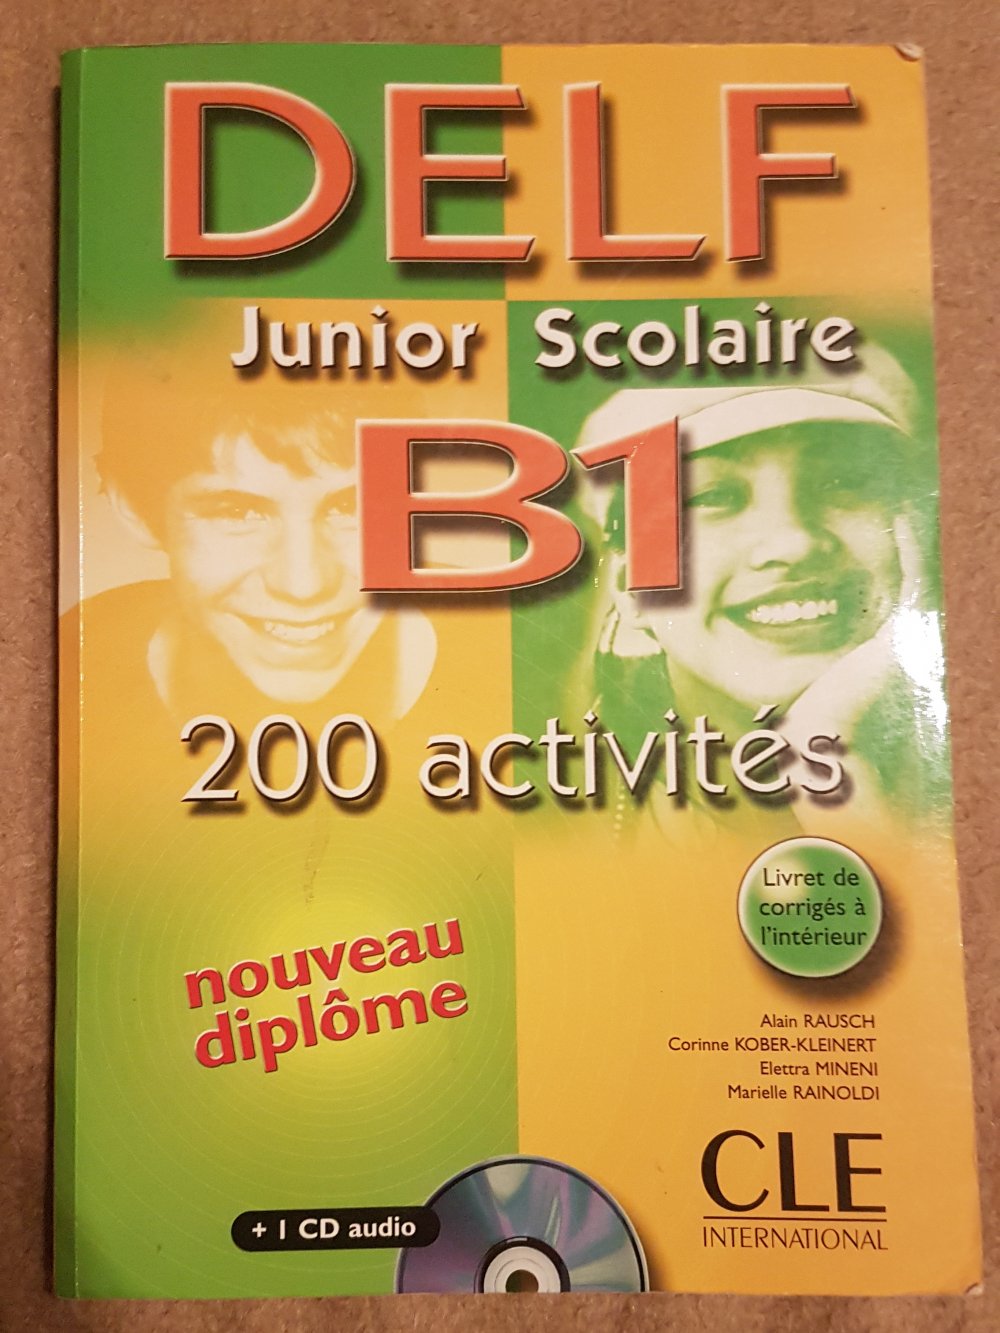 DELF
Junior Scolaire
B1
200 activités
Livret de
corrigés à
l'intérieur
nouveau
diplôme
Alain RAUSCH
Corinne KOBER-KLEINERT
Elettra MINENI
Marielle RAINOLDI
CLE
INTERNATIONAL
+ 1 CD audio